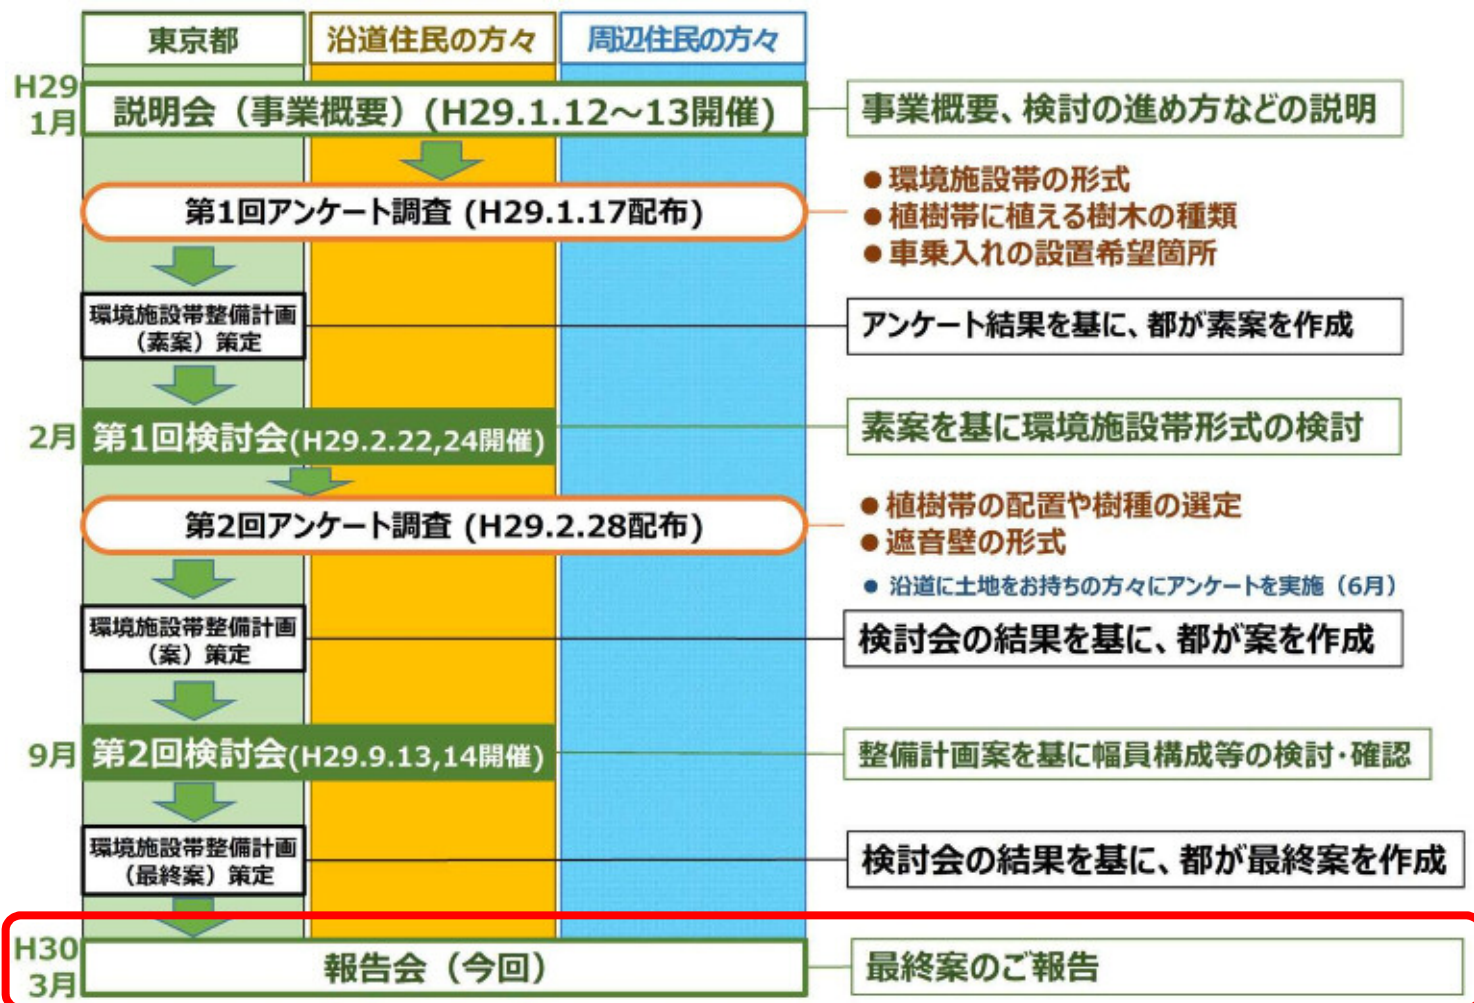 東京都
沿道住民の方々
周辺住民の方々
H29
1月
説明会（事業概要）(H29.1.12～13開催)
事業概要、検討の進め方などの説明
第1回アンケート調査 (H29.1.17配布)
● 環境施設帯の形式
● 植樹帯に植える樹木の種類
● 車乗入れの設置希望箇所
環境施設帯整備計画
（素案）策定
アンケート結果を基に、都が素案を作成
2月
第1回検討会(H29.2.22,24開催)
素案を基に環境施設帯形式の検討
第2回アンケート調査 (H29.2.28配布)
● 植樹帯の配置や樹種の選定
● 遮音壁の形式
● 沿道に土地をお持ちの方々にアンケートを実施（6月）
環境施設帯整備計画
（案）策定
検討会の結果を基に、都が案を作成
9月
第2回検討会(H29.9.13,14開催)
整備計画案を基に幅員構成等の検討・確認
環境施設帯整備計画
（最終案）策定
検討会の結果を基に、都が最終案を作成
H30
3月
報告会（今回）
最終案のご報告